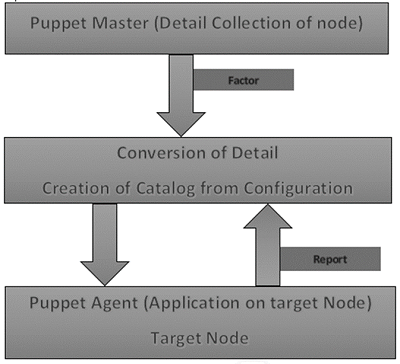 Puppet Master (Detail Collection of node)
Factor
Conversion of Detail
Creation of Catalog from Configuration
Report
Puppet Agent (Application on target Node)
Target Node